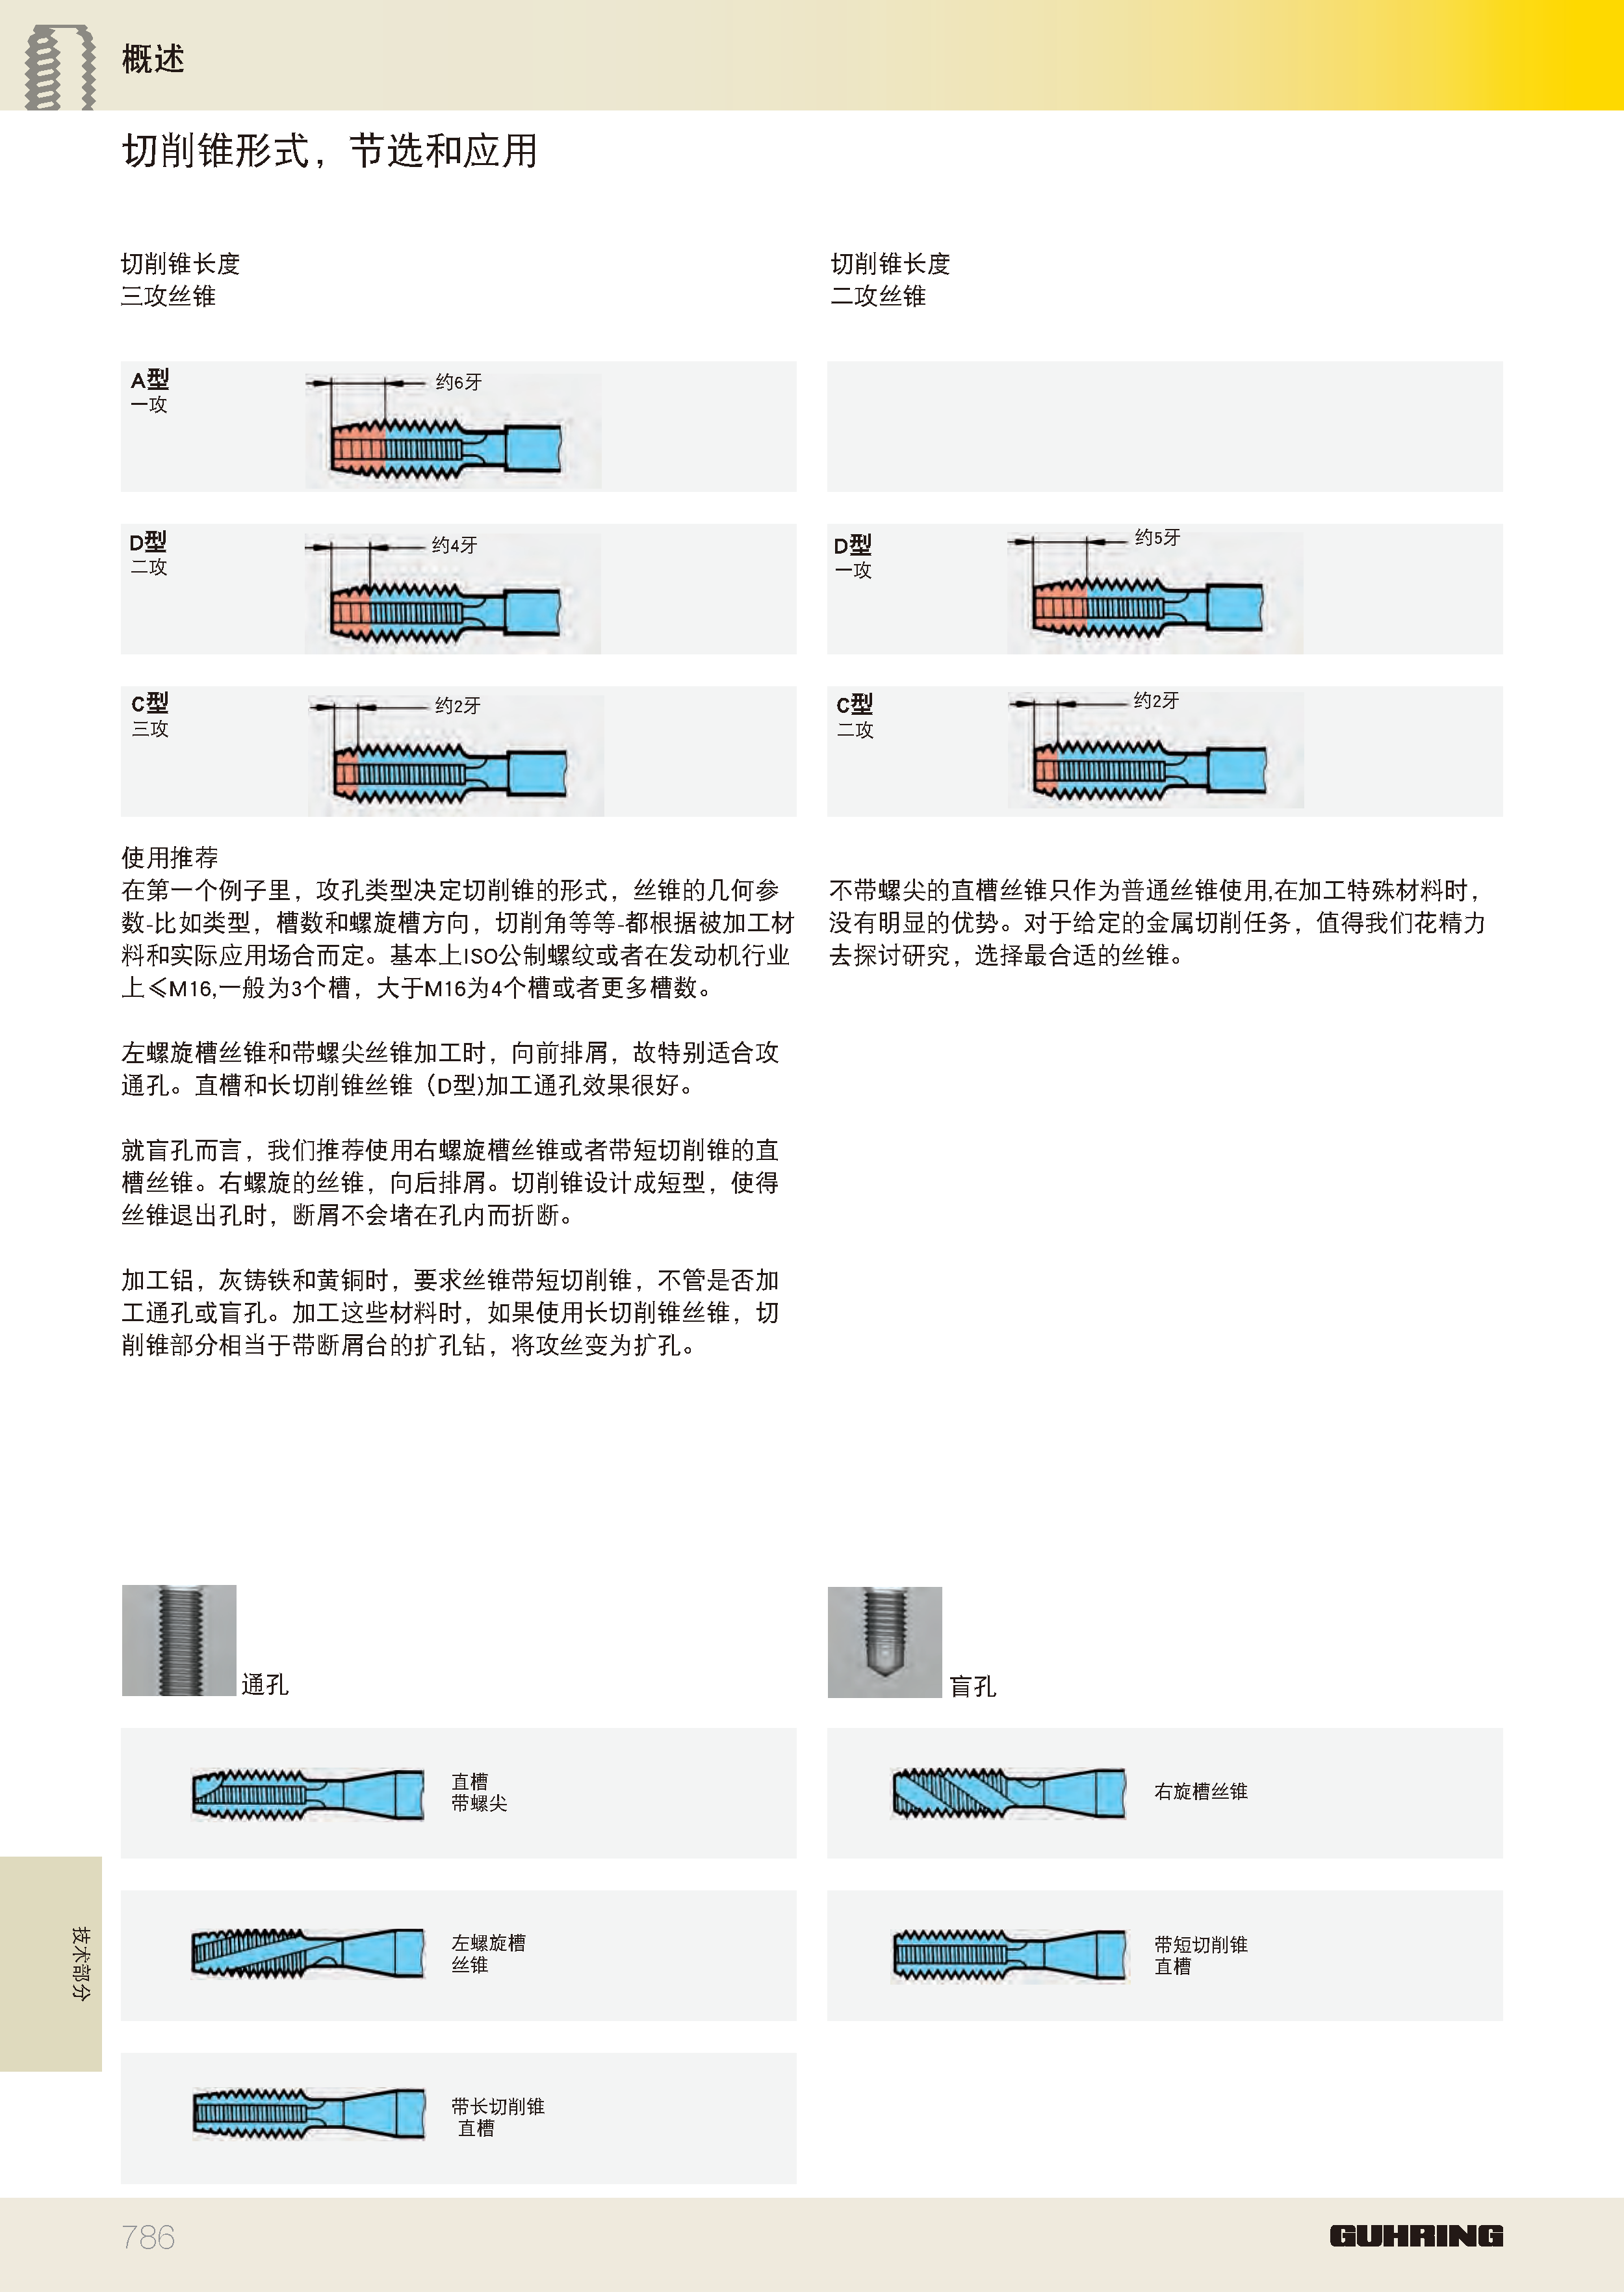 概述
切削锥形式，节选和应用
切削锥长度
三攻丝锥
切削锥长度
二攻丝锥
A型
一攻
约6牙
D型
二攻
约4牙
D型
一攻
约5牙
C型
三攻
约2牙
C型
二攻
约2牙
使用推荐
在第一个例子里，攻孔类型决定切削锥的形式，丝锥的几何参
数-比如类型，槽数和螺旋槽方向，切削角等等-都根据被加工材
料和实际应用场合而定。基本上ISO公制螺纹或者在发动机行业
上≤M16,一般为3个槽，大于M16为4个槽或者更多槽数。
左螺旋槽丝锥和带螺尖丝锥加工时，向前排屑，故特别适合攻
通孔。直槽和长切削锥丝锥（D型)加工通孔效果很好。
就盲孔而言，我们推荐使用右螺旋槽丝锥或者带短切削锥的直
槽丝锥。右螺旋的丝锥，向后排屑。切削锥设计成短型，使得
丝锥退出孔时，断屑不会堵在孔内而折断。
加工铝，灰铸铁和黄铜时，要求丝锥带短切削锥，不管是否加
工通孔或盲孔。加工这些材料时，如果使用长切削锥丝锥，切
削锥部分相当于带断屑台的扩孔钻，将攻丝变为扩孔。
不带螺尖的直槽丝锥只作为普通丝锥使用,在加工特殊材料时，
没有明显的优势。对于给定的金属切削任务，值得我们花精力
去探讨研究，选择最合适的丝锥。
通孔
盲孔
直槽
带螺尖
右旋槽丝锥
左螺旋槽
丝锥
带短切削锥
直槽
带长切削锥
直槽
技术部分
786
GUHRING